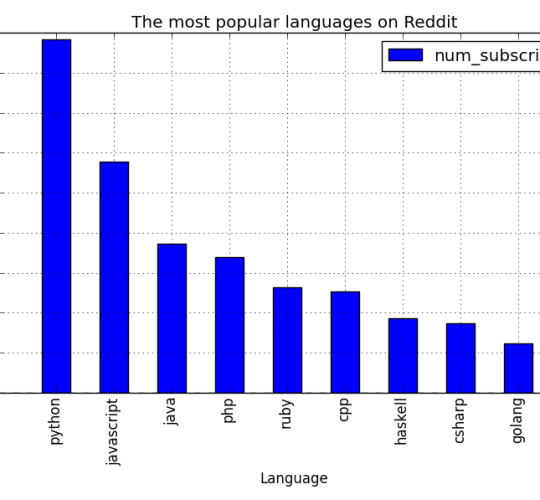 The most popular languages on Reddit
num_subscri
python
javascript
java
php
ruby
cpp
haskell
csharp
golang
Language